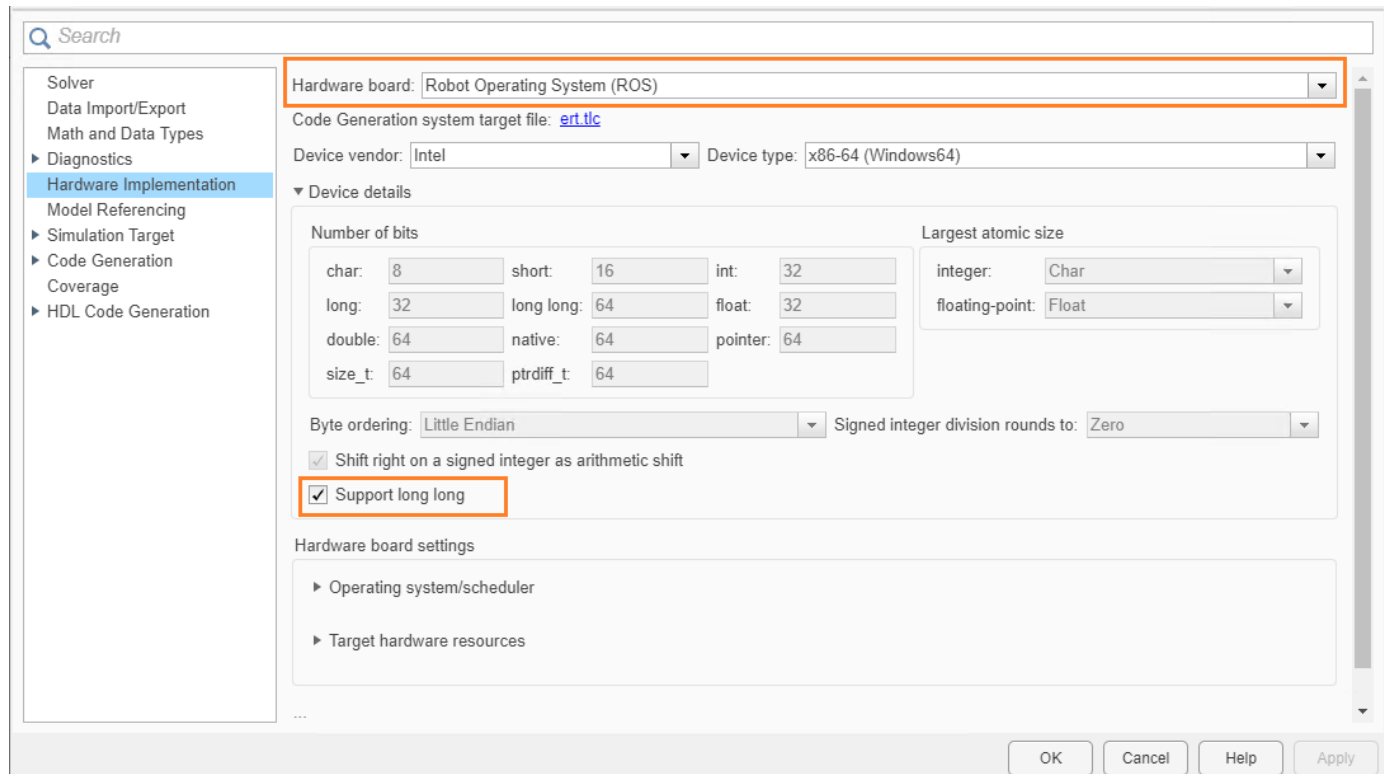 Search
Solver
Data Import/Export
Math and Data Types
Diagnostics
Hardware Implementation
Model Referencing
Simulation Target
Code Generation
Coverage
HDL Code Generation
Hardware board: Robot Operating System (ROS)
Code Generation system target file: ert.tlc
Device vendor: Intel Device type: x86-64 (Windows64)
Device details
Number of bits Largest atomic size
char: 8 short: 16 int: 32 integer: Char
long: 32 long long: 64 float: 32 floating-point: Float
double: 64 native: 64 pointer: 64
size_t: 64 ptrdiff_t: 64
Byte ordering: Little Endian Signed integer division rounds to: Zero
Shift right on a signed integer as arithmetic shift
Support long long
Hardware board settings
Operating system/scheduler
Target hardware resources
...
OK Cancel Help Apply